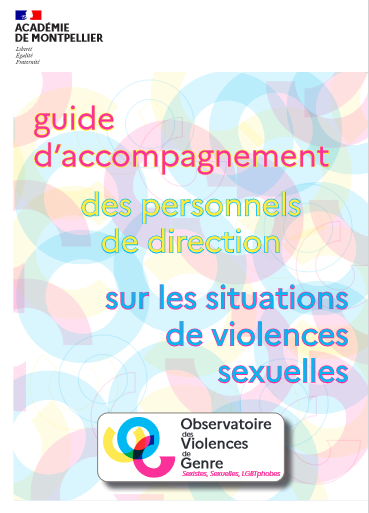 ACADÉMIE
DE MONTPELLIER
Liberté
Égalité
Fraternité
guide
d'accompagnement
des personnels
de direction
sur les situations
de violences
sexuelles
Observatoire
des
Violences
de
Genre
Sexistes, Sexuelles, LGBTphobes